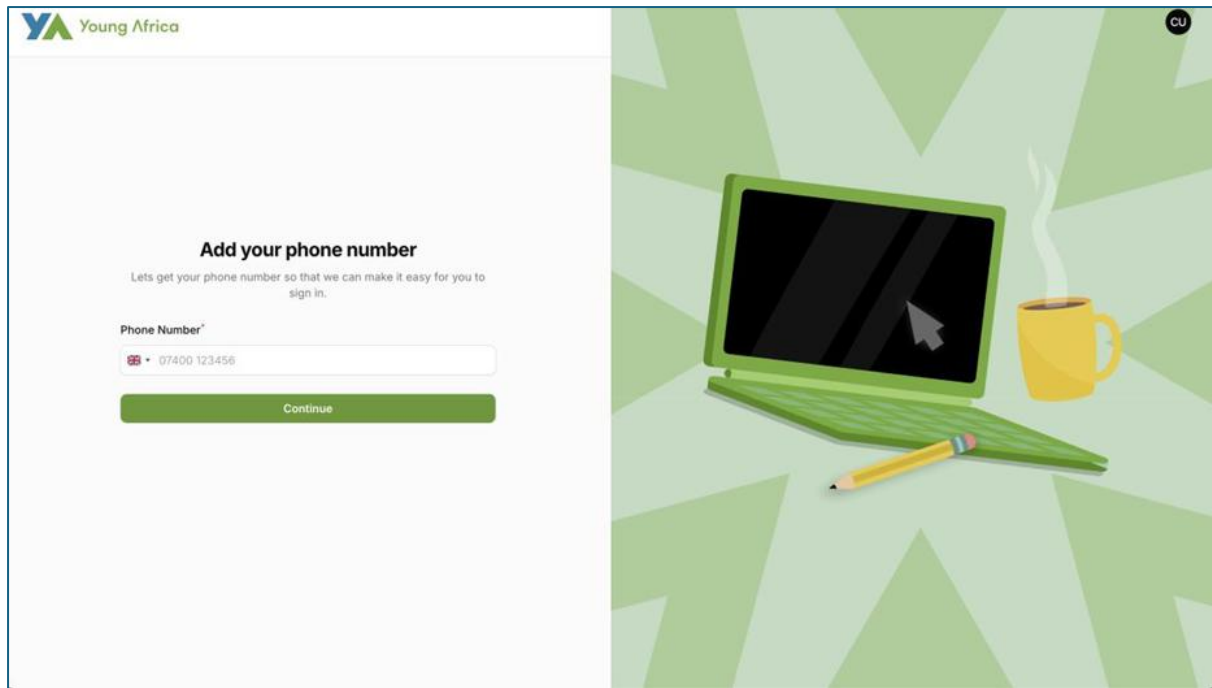 YA Young Africa
CU
Add your phone number
Lets get your phone number so that we can make it easy for you to
sign in.
Phone Number*
07400 123456
Continue